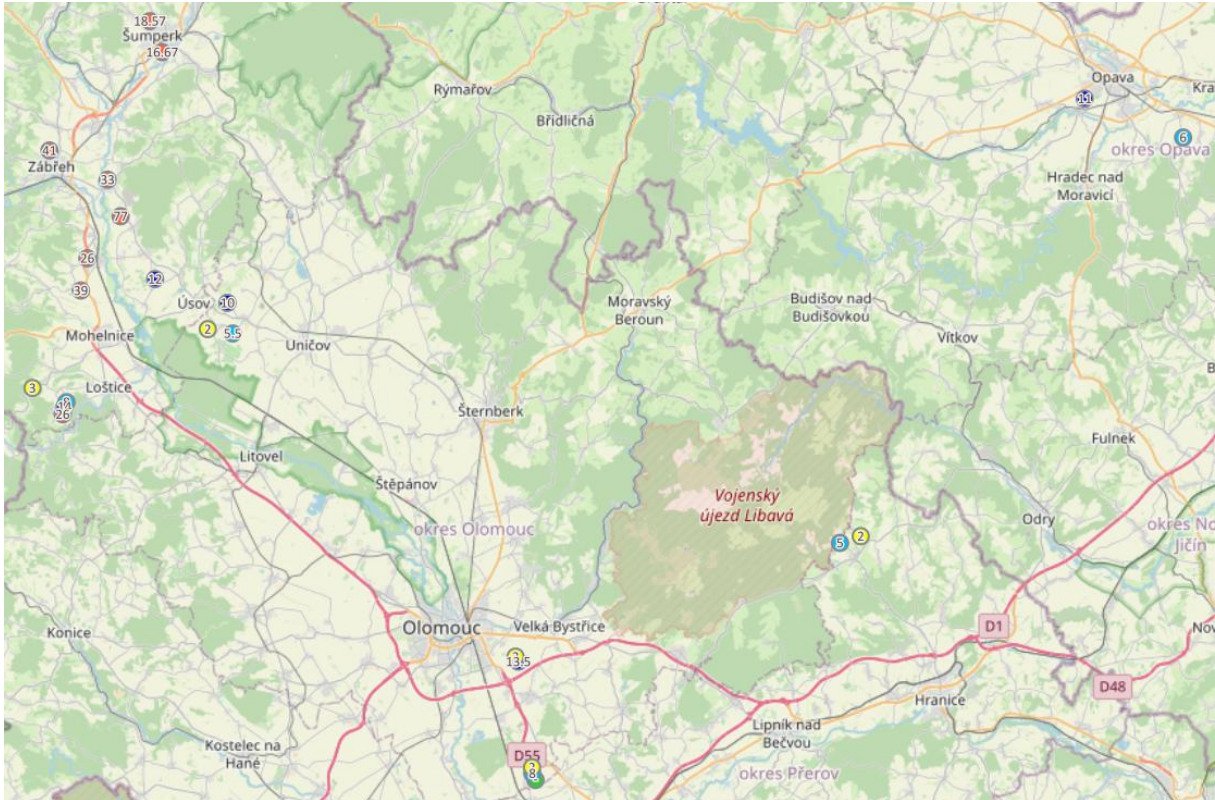 18.57
Šumperk
16.67
Opava
Kra
Rýmařov
11
Břidličná
6
okres Opava
41
Zábřeh
33
Hradec nad
Moravicí
77
26
12
39
Úsov
10
Moravský
Beroun
Budišov nad
Budišovkou
2
5.5
Mohelnice
Uničov
Vítkov
3
Loštice
26
Šternberk
Fulnek
Litovel
Štěpánov
Vojenský
újezd Libavá
okres Olomouc
Odry
okres No
Jičín
5
2
Konice
Olomouc
Velká Bystřice
D1
Nov
13.5
D48
Hranice
Lipník nad
Bečvou
Kostelec na
Hané
D55
8
okres Přerov